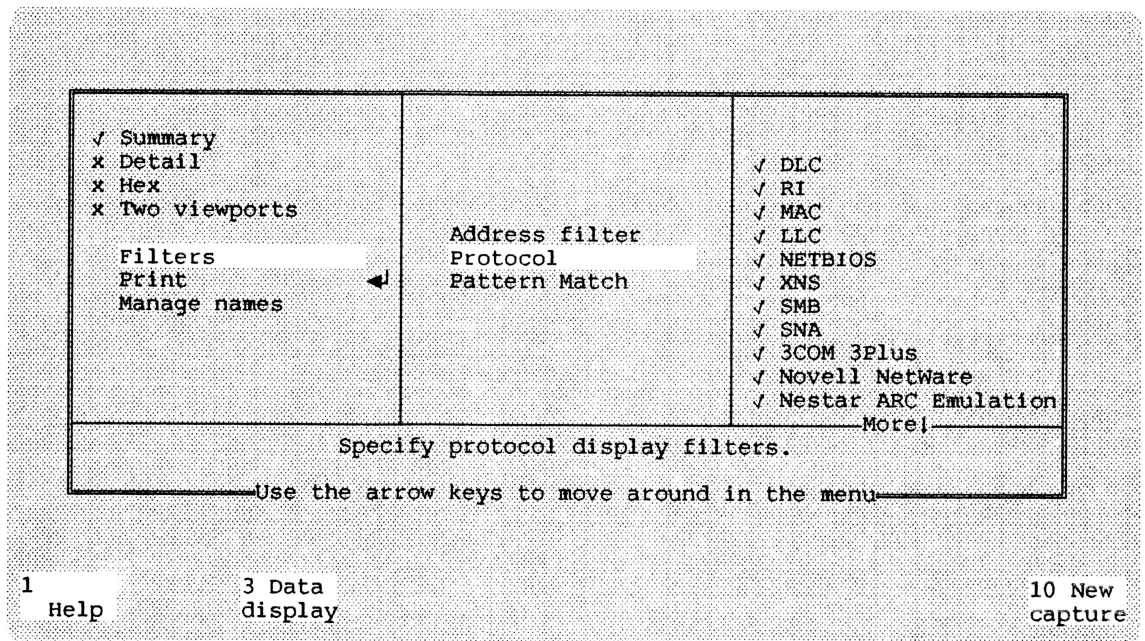 √ Summary
x Detail
x Hex
x Two viewports
Filters
Print ◄┘
Manage names
Address filter
Protocol
Pattern Match
√ DLC
√ RI
√ MAC
√ LLC
√ NETBIOS
√ XNS
√ SMB
√ SNA
√ 3COM 3Plus
√ Novell NetWare
√ Nestar ARC Emulation
More↓
Specify protocol display filters.
Use the arrow keys to move around in the menu
1
Help
3 Data
display
10 New
capture